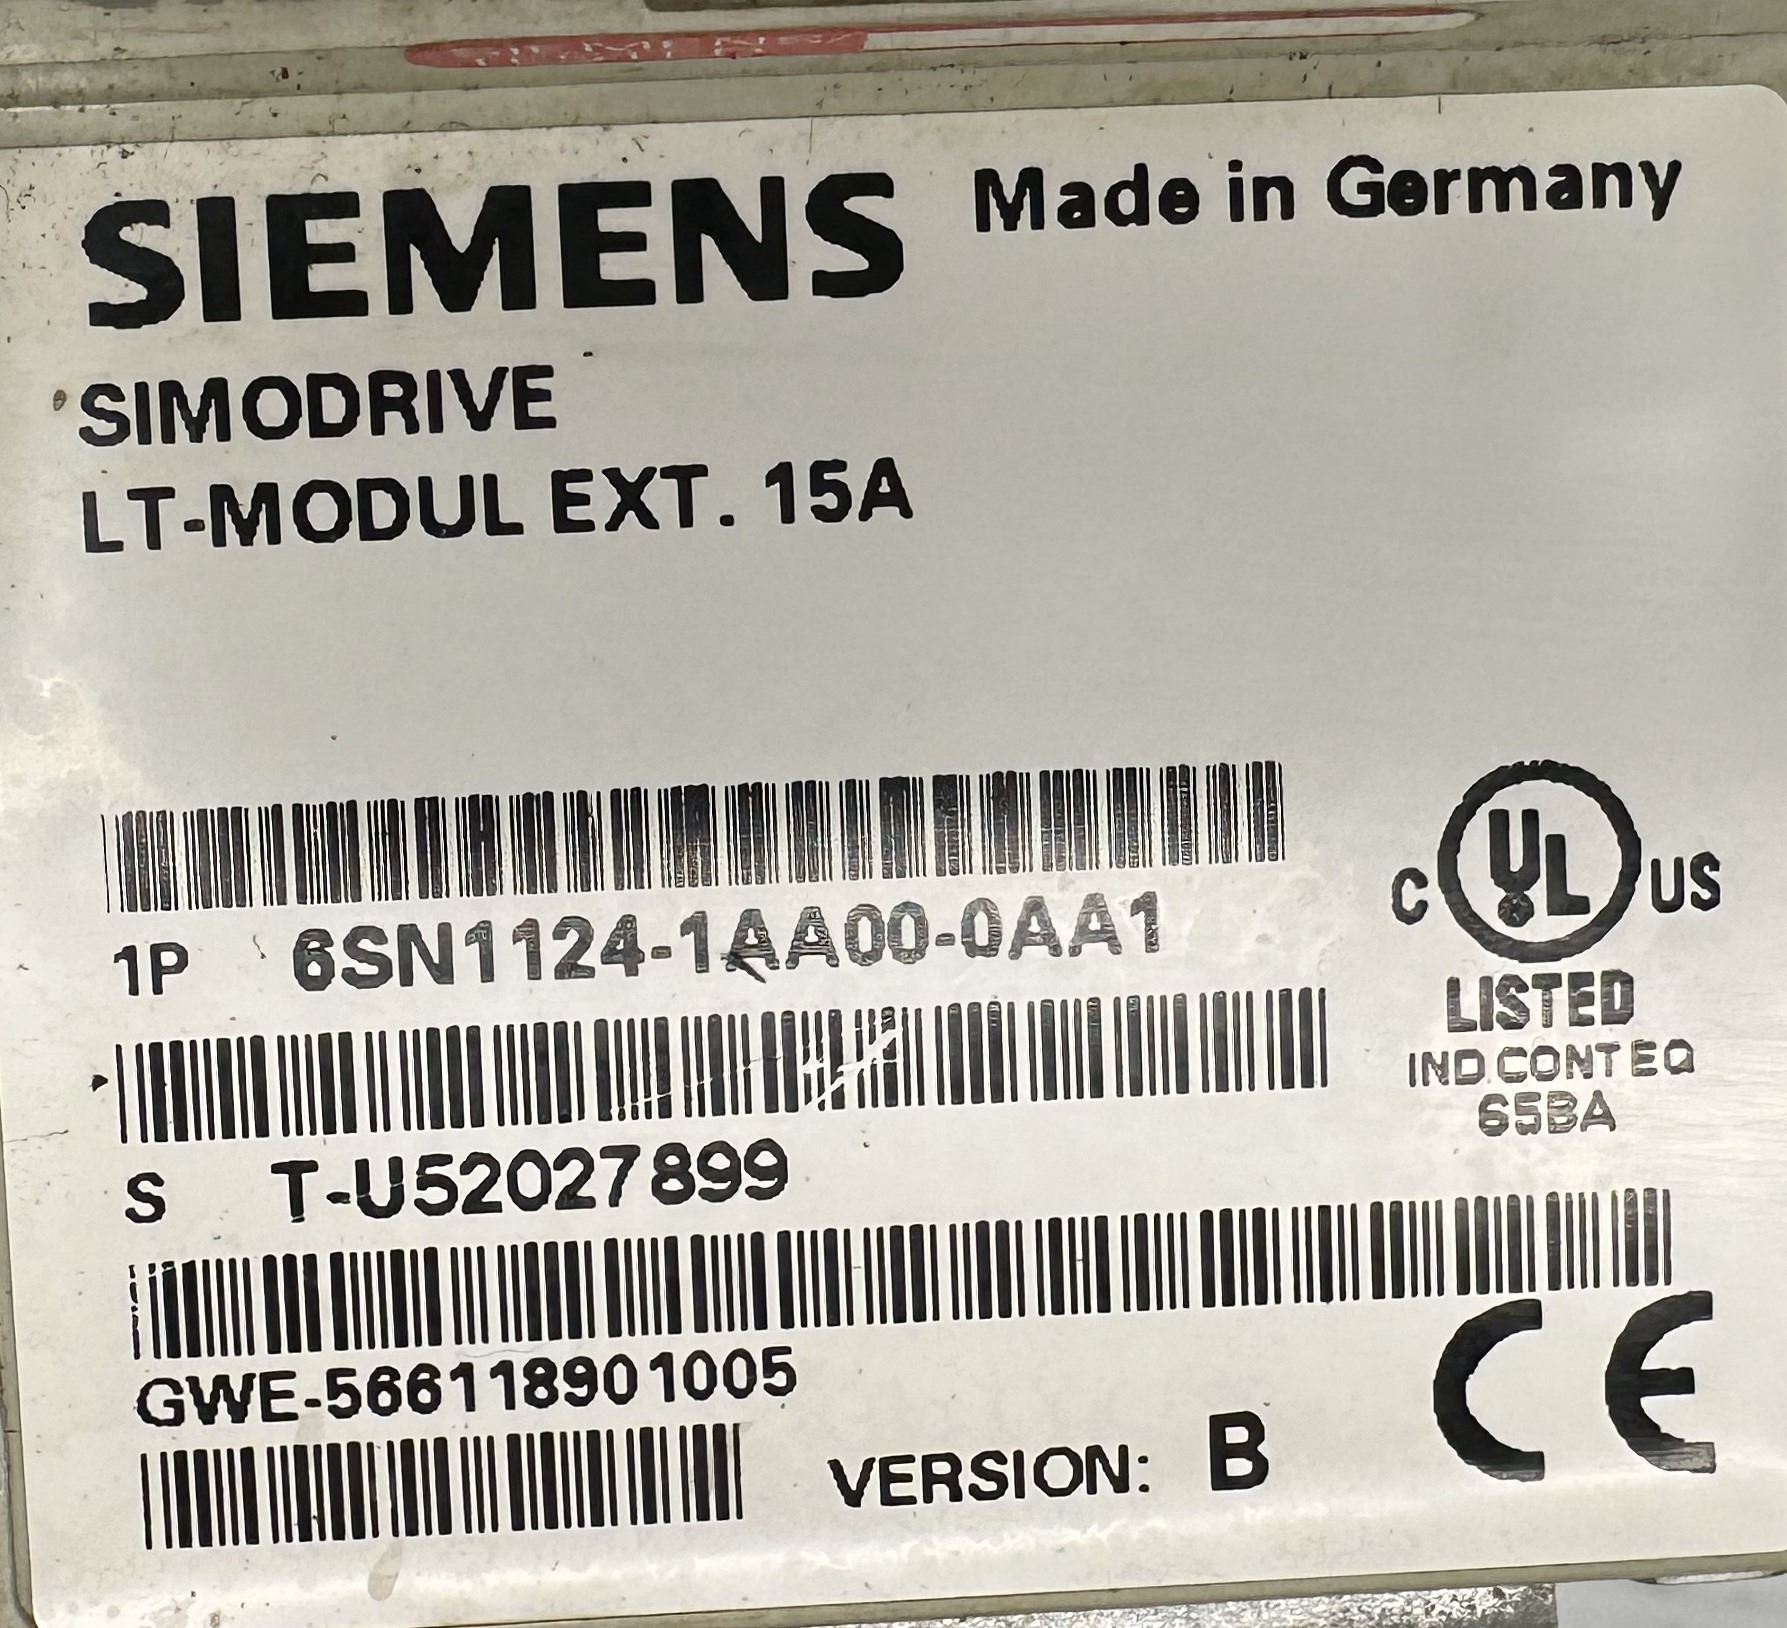 SIEMENS Made in Germany
SIMODRIVE
LT-MODUL EXT. 15A
1P 6SN1124-1AA00-0AA1
C UL US
LISTED
IND.CONT EQ
65BA
S T-U52027899
GWE-566118901005
VERSION: B
CE